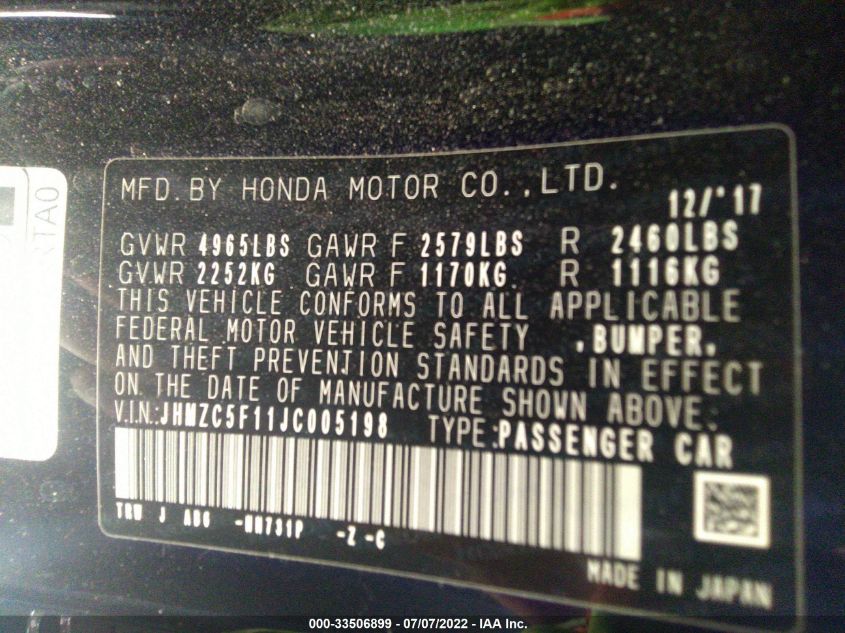 MFD. BY HONDA MOTOR CO., LTD.
12/'17
GVWR 4965LBS GAWR F 2579LBS R 2460LBS
GVWR 2252KG GAWR F 1170KG R 1116KG
THIS VEHICLE CONFORMS TO ALL APPLICABLE
FEDERAL MOTOR VEHICLE SAFETY , BUMPER,
AND THEFT PREVENTION STANDARDS IN EFFECT
ON THE DATE OF MANUFACTURE SHOWN ABOVE.
V.I.N.:JHMZC5F11JC005198 TYPE:PASSENGER CAR
-Z -C
MADE IN JAPAN
000-33506899 / 07/07/2022 - IAA Inc.